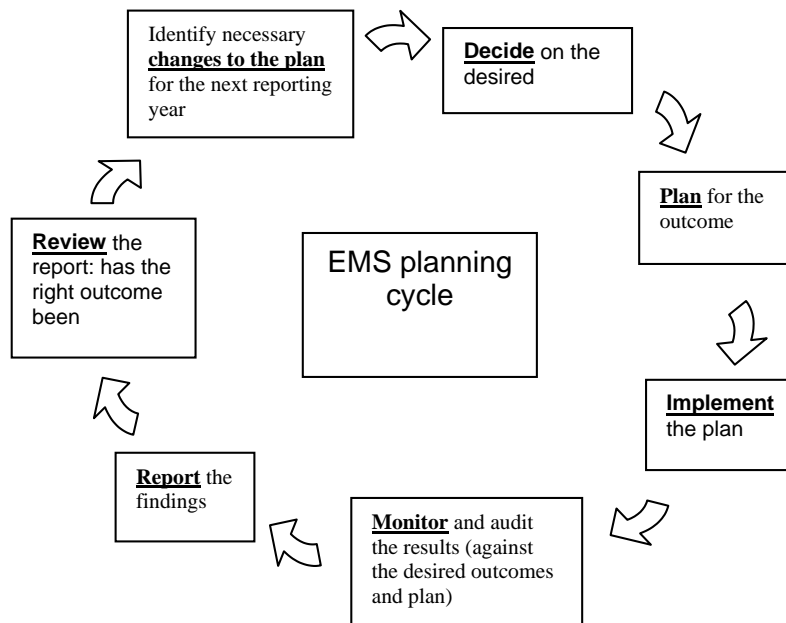 Identify necessary
changes to the plan
for the next reporting
year
Decide on the
desired
Plan for the
outcome
Implement
the plan
Monitor and audit
the results (against
the desired outcomes
and plan)
Report the
findings
Review the
report: has the
right outcome
been
EMS planning
cycle